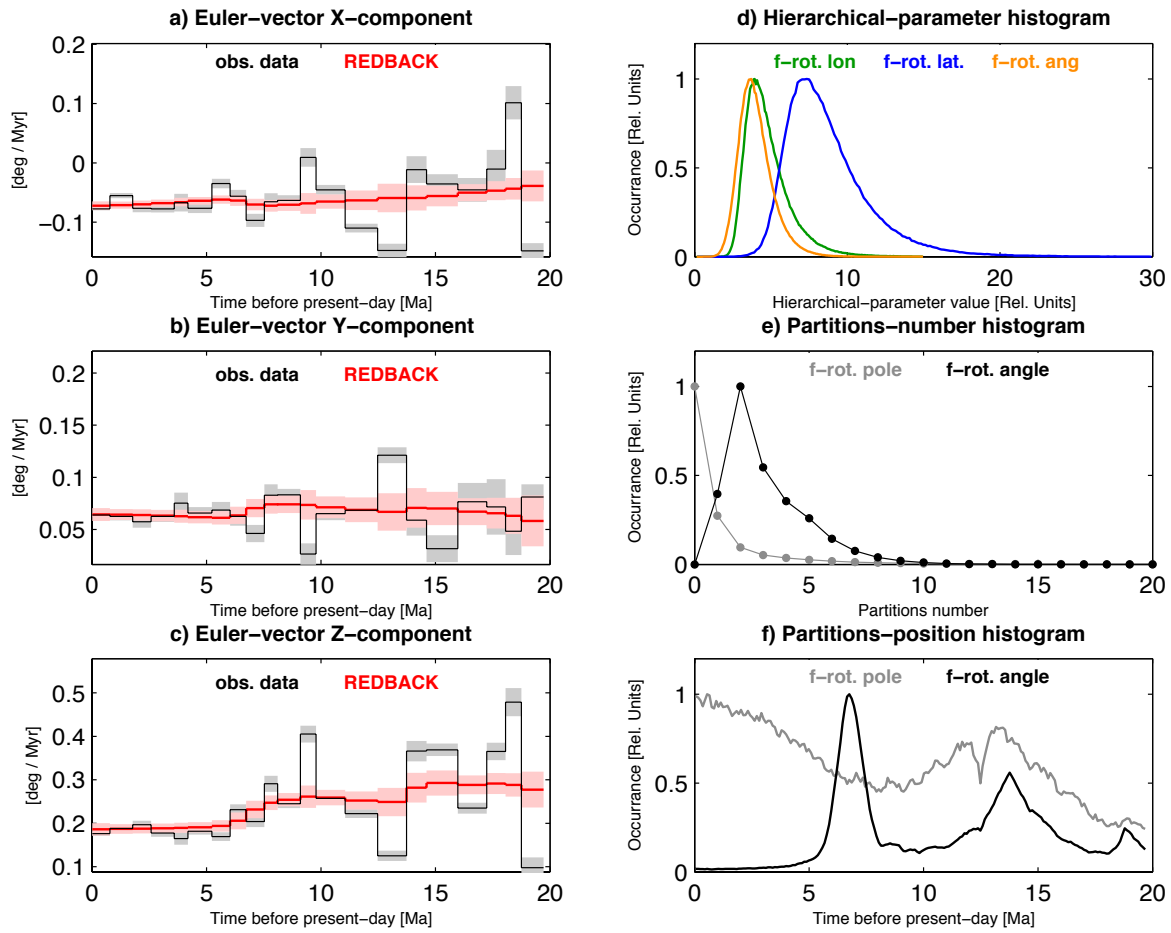 a) Euler−vector X−component
obs. data REDBACK
[deg / Myr]
0.2
0.1
0
−0.1
0 5 10 15 20
Time before present−day [Ma]
b) Euler−vector Y−component
obs. data REDBACK
[deg / Myr]
0.2
0.15
0.1
0.05
0 5 10 15 20
Time before present−day [Ma]
c) Euler−vector Z−component
obs. data REDBACK
[deg / Myr]
0.5
0.4
0.3
0.2
0.1
0 5 10 15 20
Time before present−day [Ma]
d) Hierarchical−parameter histogram
f−rot. lon f−rot. lat. f−rot. ang
Occurrance [Rel. Units]
1
0.5
0
0 10 20 30
Hierarchical−parameter value [Rel. Units]
e) Partitions−number histogram
f−rot. pole f−rot. angle
Occurrance [Rel. Units]
1
0.5
0
0 5 10 15 20
Partitions number
f) Partitions−position histogram
f−rot. pole f−rot. angle
Occurrance [Rel. Units]
1
0.5
0
0 5 10 15 20
Time before present−day [Ma]